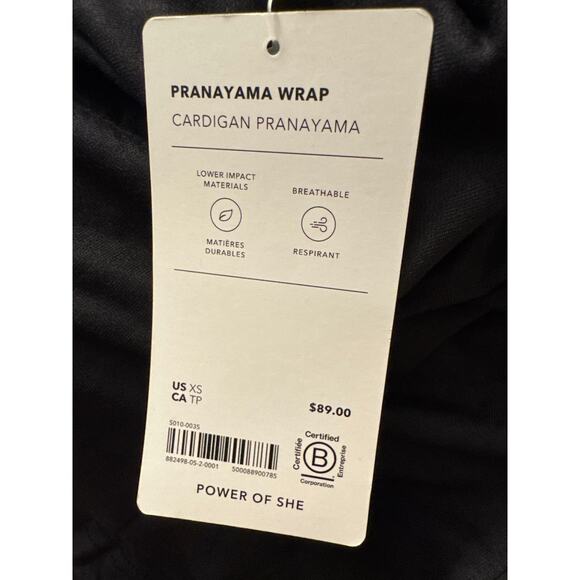 PRANAYAMA WRAP
CARDIGAN PRANAYAMA
LOWER IMPACT
MATERIALS
MATIÈRES
DURABLES
BREATHABLE
RESPIRANT
US XS
CA TP
$89.00
5010-0035
882498-05-2-0001 500088900785
Certified
Certifiée
B
Entreprise
Corporation
POWER OF SHE